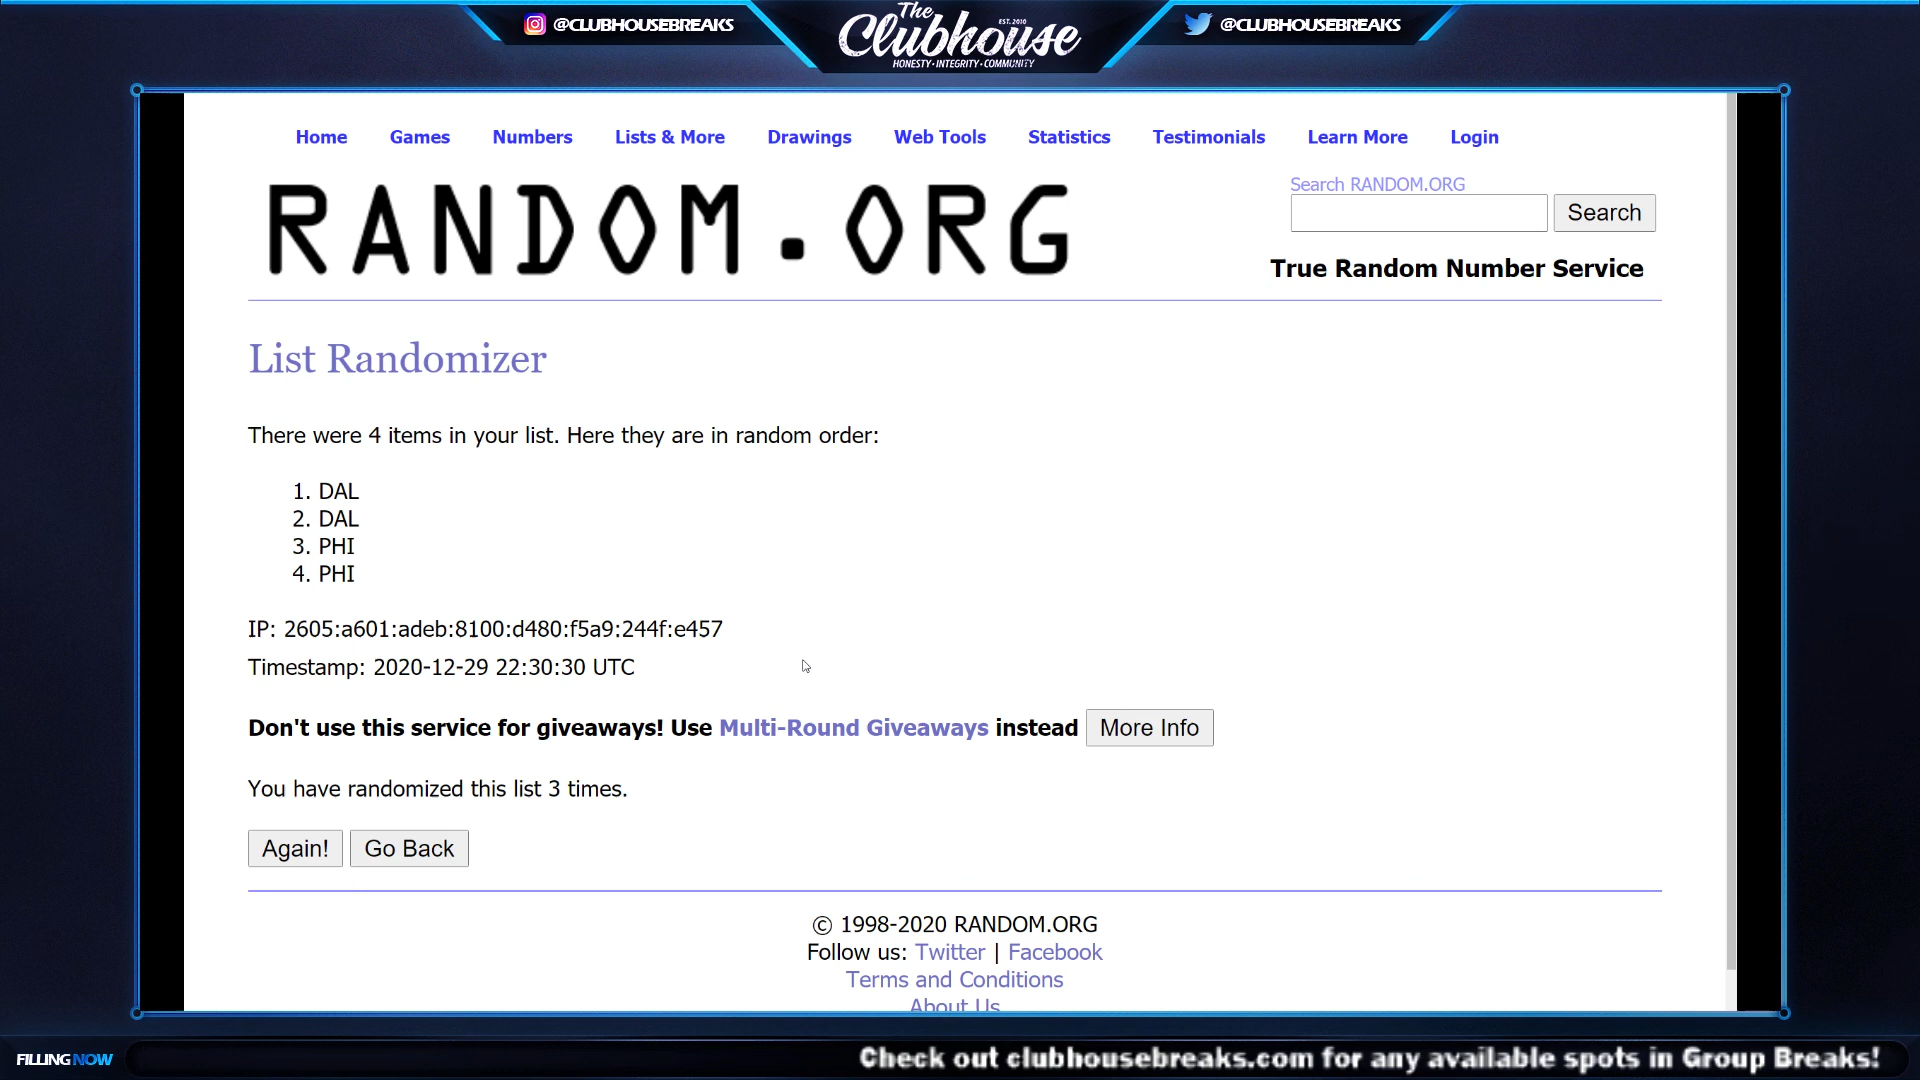 @CLUBHOUSEBREAKS
The
EST. 2010
Clubhouse
HONESTY • INTEGRITY • COMMUNITY
@CLUBHOUSEBREAKS
Home Games Numbers Lists & More Drawings Web Tools Statistics Testimonials Learn More Login
RANDOM.ORG
Search RANDOM.ORG
Search
True Random Number Service
List Randomizer
There were 4 items in your list. Here they are in random order:
1. DAL
2. DAL
3. PHI
4. PHI
IP: 2605:a601:adeb:8100:d480:f5a9:244f:e457
Timestamp: 2020-12-29 22:30:30 UTC
Don't use this service for giveaways! Use Multi-Round Giveaways instead More Info
You have randomized this list 3 times.
Again! Go Back
© 1998-2020 RANDOM.ORG
Follow us: Twitter | Facebook
Terms and Conditions
About Us
FILLING NOW
Check out clubhousebreaks.com for any available spots in Group Breaks!